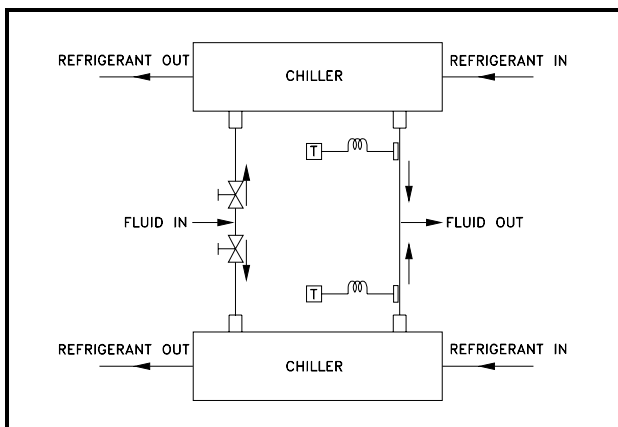 REFRIGERANT OUT
CHILLER
REFRIGERANT IN
T
FLUID IN
FLUID OUT
T
REFRIGERANT OUT
CHILLER
REFRIGERANT IN